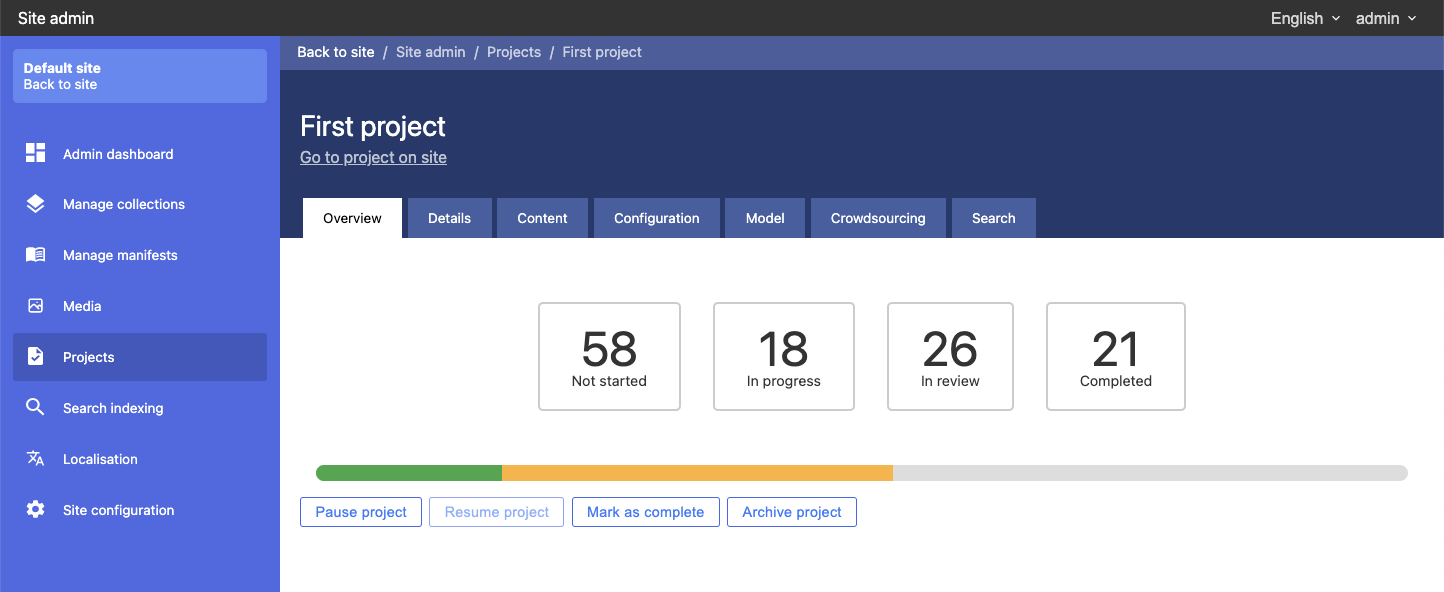 Site admin
English
admin
Default site
Back to site
Admin dashboard
Manage collections
Manage manifests
Media
Projects
Search indexing
Localisation
Site configuration
Back to site / Site admin / Projects / First project
First project
Go to project on site
Overview
Details
Content
Configuration
Model
Crowdsourcing
Search
58
Not started
18
In progress
26
In review
21
Completed
Pause project
Resume project
Mark as complete
Archive project